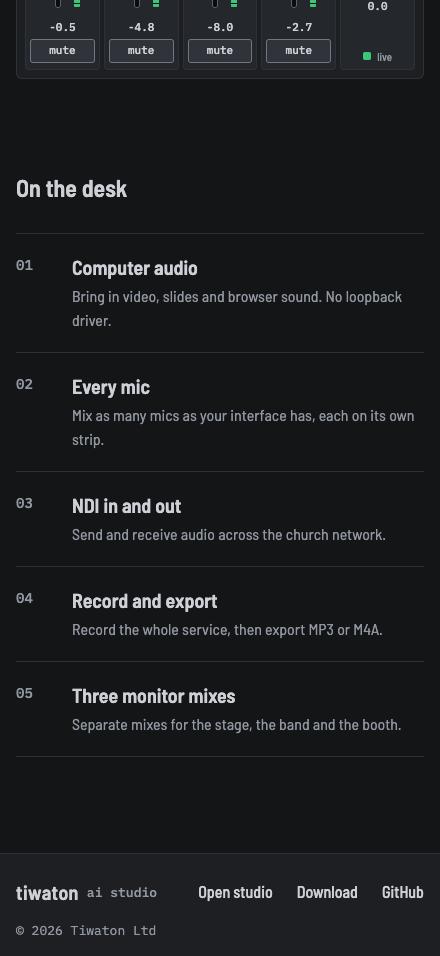 0.0
-0.5 -4.8 -8.0 -2.7
mute mute mute mute
live
On the desk
01 Computer audio
Bring in video, slides and browser sound. No loopback
driver.
02 Every mic
Mix as many mics as your interface has, each on its own
strip.
03 NDI in and out
Send and receive audio across the church network.
04 Record and export
Record the whole service, then export MP3 or M4A.
05 Three monitor mixes
Separate mixes for the stage, the band and the booth.
tiwaton ai studio Open studio Download GitHub
© 2026 Tiwaton Ltd